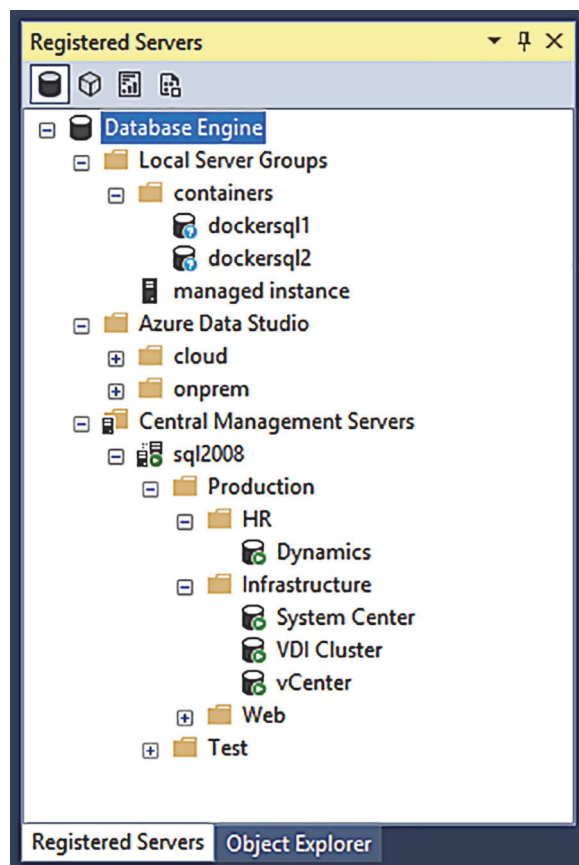 Registered Servers
Database Engine
Local Server Groups
containers
dockersql1
dockersql2
managed instance
Azure Data Studio
cloud
onprem
Central Management Servers
sql2008
Production
HR
Dynamics
Infrastructure
System Center
VDI Cluster
vCenter
Web
Test
Registered Servers Object Explorer